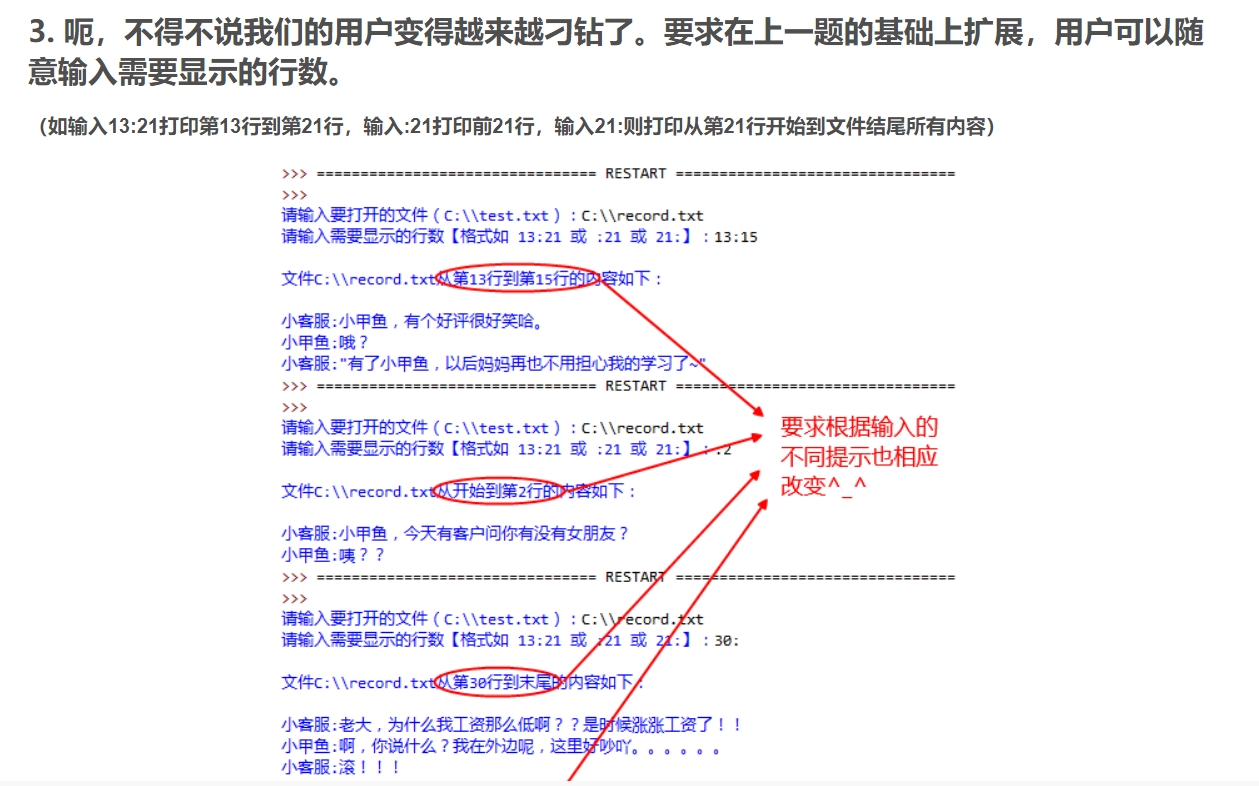 3. 呃，不得不说我们的用户变得越来越刁钻了。要求在上一题的基础上扩展，用户可以随
意输入需要显示的行数。
（如输入13:21打印第13行到第21行，输入:21打印前21行，输入21:则打印从第21行开始到文件结尾所有内容）
>>> ================================ RESTART ================================
>>>
请输入要打开的文件（C:\\test.txt）：C:\\record.txt
请输入需要显示的行数【格式如 13:21 或 :21 或 21:】：13:15
文件C:\\record.txt从第13行到第15行的内容如下：
小客服:小甲鱼，有个好评很好笑哈。
小甲鱼:哦？
小客服:"有了小甲鱼，以后妈妈再也不用担心我的学习了~"
>>> ================================ RESTART ================================
>>>
请输入要打开的文件（C:\\test.txt）：C:\\record.txt
请输入需要显示的行数【格式如 13:21 或 :21 或 21:】：:2
文件C:\\record.txt从开始到第2行的内容如下：
小客服:小甲鱼，今天有客户问你有没有女朋友？
小甲鱼:咦？？
>>> ================================ RESTART ================================
>>>
请输入要打开的文件（C:\\test.txt）：C:\\record.txt
请输入需要显示的行数【格式如 13:21 或 :21 或 21:】：30:
文件C:\\record.txt从第30行到末尾的内容如下：
小客服:老大，为什么我工资那么低啊？？是时候涨涨工资了！！
小甲鱼:啊，你说什么？我在外边呢，这里好吵吖。。。。。。
小客服:滚！！！
要求根据输入的
不同提示也相应
改变^_^